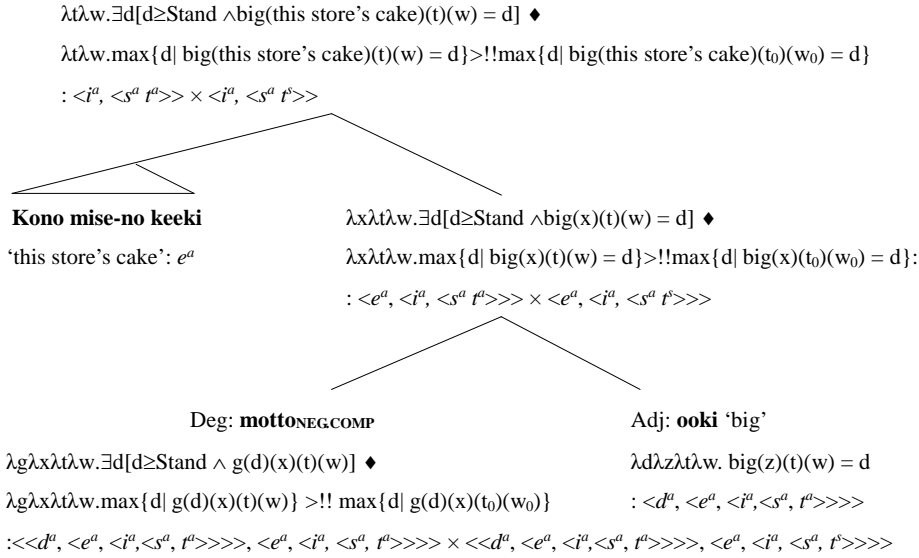 λtλw.∃d[d≥Stand ∧big(this store's cake)(t)(w) = d] ♦
λtλw.max{d| big(this store's cake)(t)(w) = d}>!!max{d| big(this store's cake)(t₀)(w₀) = d}
: <iᵃ, <sᵃ tᵃ>> × <iᵃ, <sᵃ tˢ>>
Kono mise-no keeki
'this store's cake': eᵃ
λxλtλw.∃d[d≥Stand ∧big(x)(t)(w) = d] ♦
λxλtλw.max{d| big(x)(t)(w) = d}>!!max{d| big(x)(t₀)(w₀) = d}:
: <eᵃ, <iᵃ, <sᵃ tᵃ>>> × <eᵃ, <iᵃ, <sᵃ tˢ>>>
Deg: mottoNEG.COMP
λgλxλtλw.∃d[d≥Stand ∧ g(d)(x)(t)(w)] ♦
λgλxλtλw.max{d| g(d)(x)(t)(w)} >!! max{d| g(d)(x)(t₀)(w₀)}
Adj: ooki 'big'
λdλzλtλw. big(z)(t)(w) = d
: <dᵃ, <eᵃ, <iᵃ,<sᵃ, tᵃ>>>>
:<<dᵃ, <eᵃ, <iᵃ,<sᵃ, tᵃ>>>>, <eᵃ, <iᵃ, <sᵃ, tᵃ>>>> × <<dᵃ, <eᵃ, <iᵃ,<sᵃ, tᵃ>>>>, <eᵃ, <iᵃ, <sᵃ, tˢ>>>>